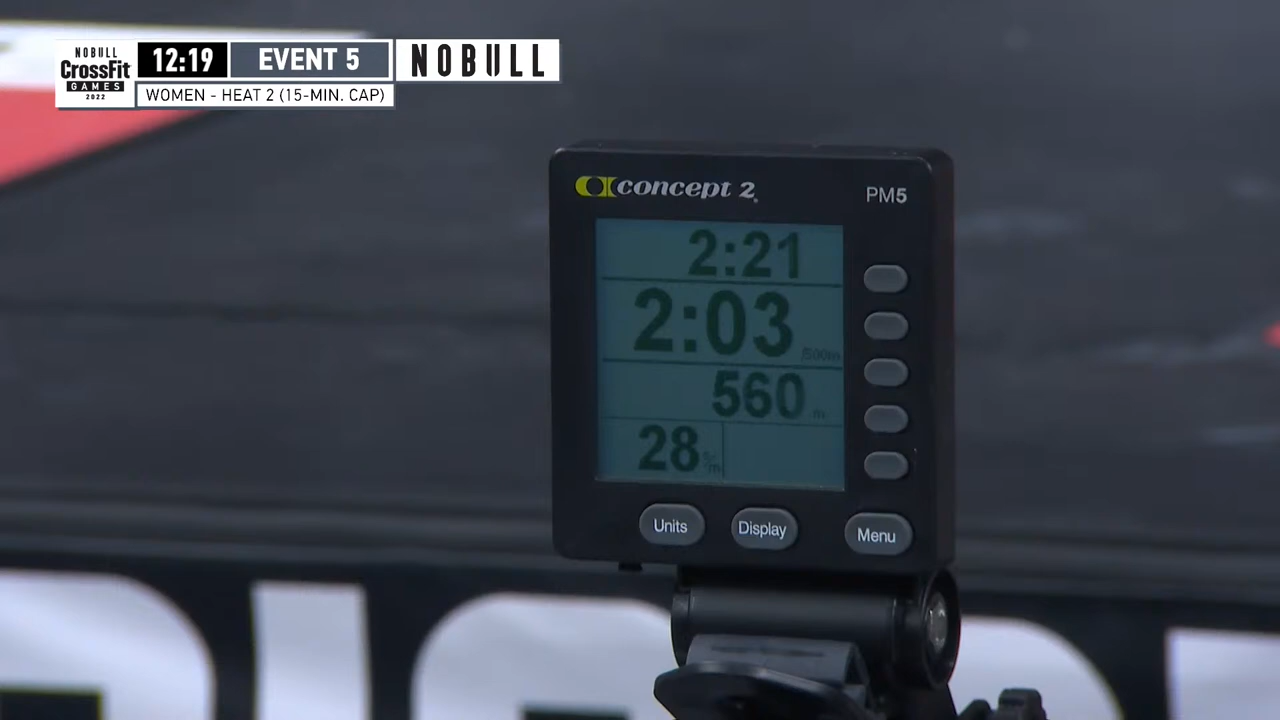 NOBULL
CrossFit
GAMES
2022
12:19
EVENT 5
NOBULL
WOMEN - HEAT 2 (15-MIN. CAP)
concept 2
PM5
2:21
2:03 /500m
560 m
28 s/m
Units
Display
Menu